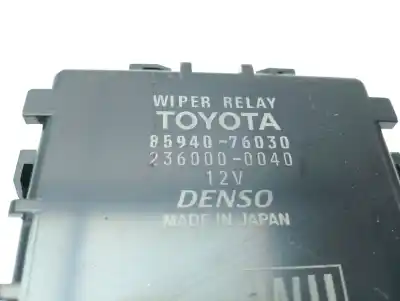 WIPER RELAY
TOYOTA
85940-76030
236000-0040
12V
DENSO
MADE IN JAPAN